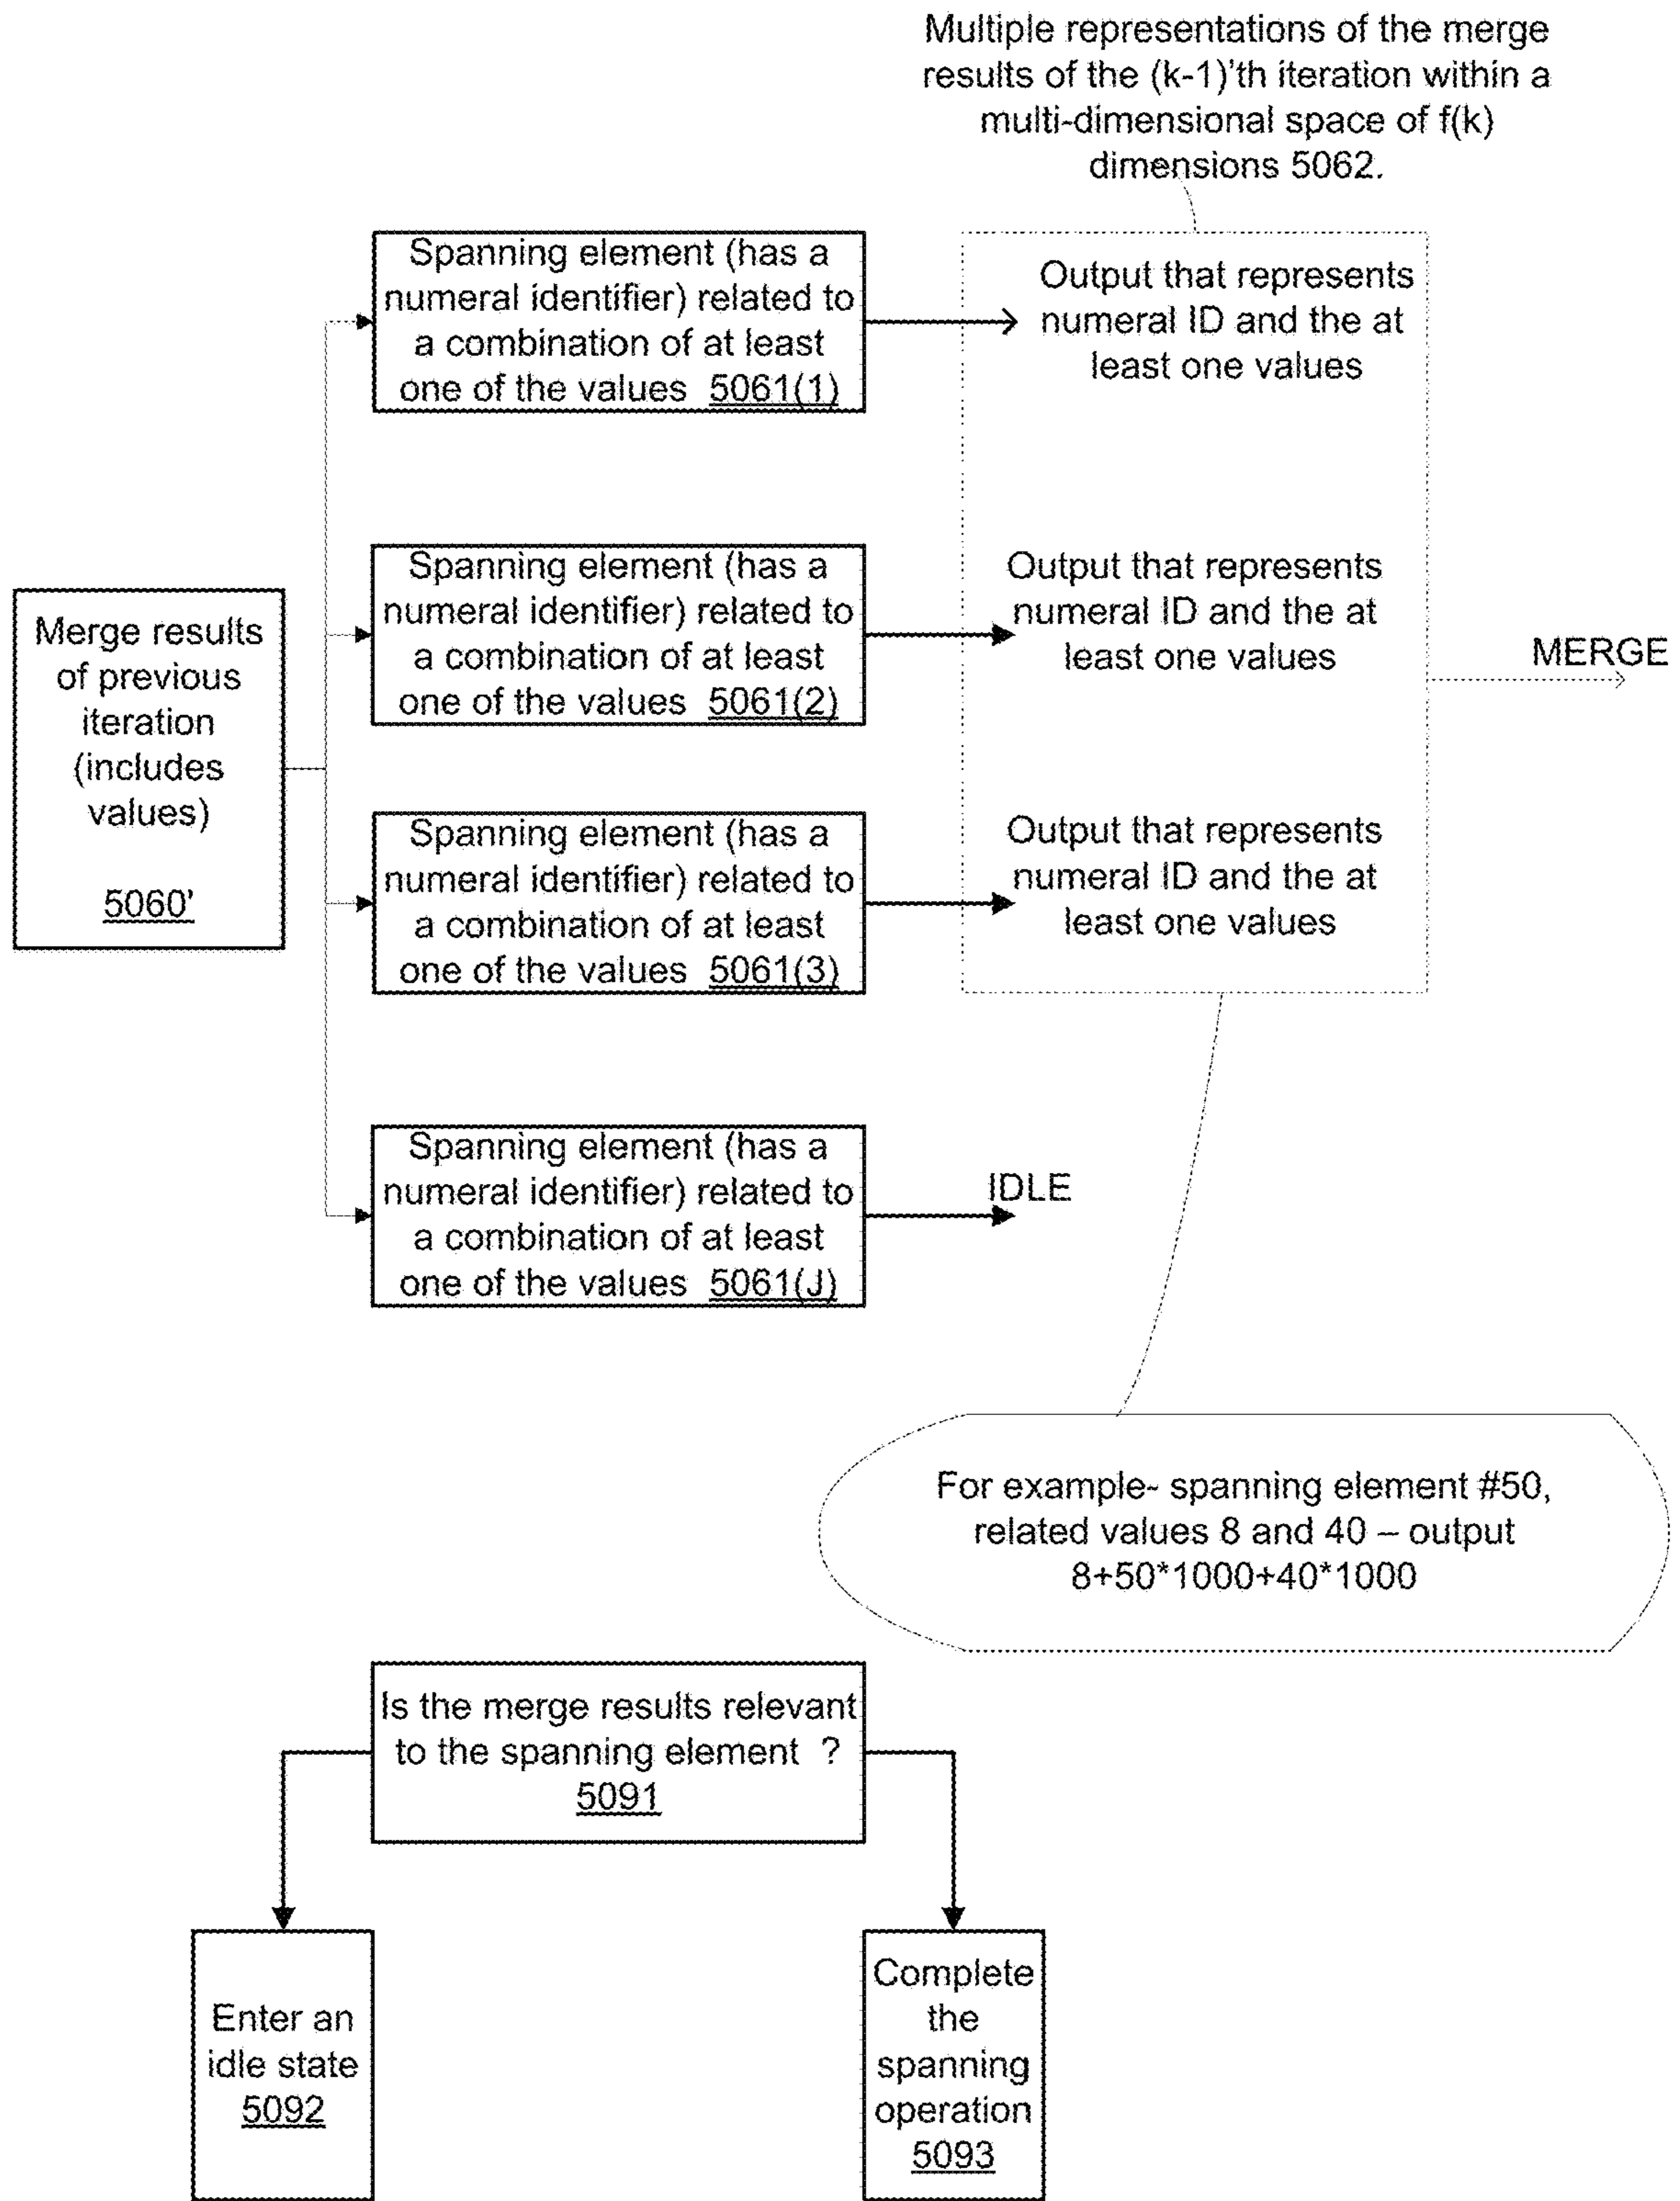 Multiple representations of the merge
results of the (k-1)'th iteration within a
multi-dimensional space of f(k)
dimensions 5062.
Merge results
of previous
iteration
(includes
values)
5060'
Spanning element (has a
numeral identifier) related to
a combination of at least
one of the values 5061(1)
Output that represents
numeral ID and the at
least one values
Spanning element (has a
numeral identifier) related to
a combination of at least
one of the values 5061(2)
Output that represents
numeral ID and the at
least one values
MERGE
Spanning element (has a
numeral identifier) related to
a combination of at least
one of the values 5061(3)
Output that represents
numeral ID and the at
least one values
Spanning element (has a
numeral identifier) related to
a combination of at least
one of the values 5061(J)
IDLE
For example- spanning element #50,
related values 8 and 40 – output
8+50*1000+40*1000
Is the merge results relevant
to the spanning element ?
5091
Enter an
idle state
5092
Complete
the
spanning
operation
5093